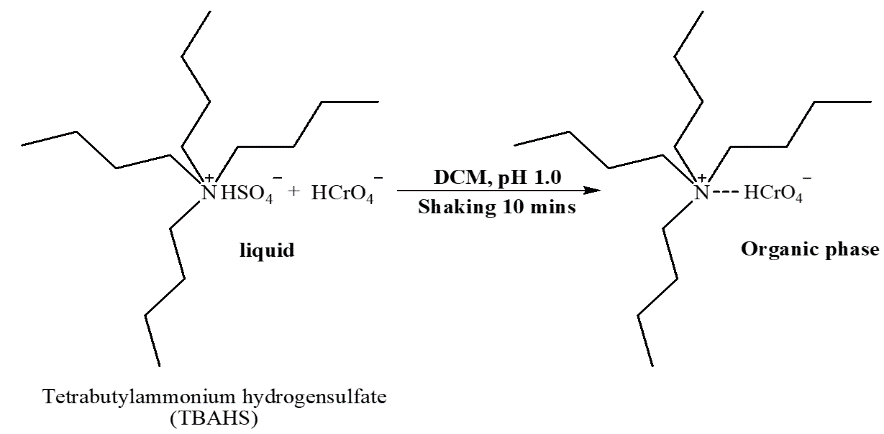 N⁺ HSO₄⁻ + HCrO₄⁻
DCM, pH 1.0
Shaking 10 mins
N⁺ --- HCrO₄⁻
liquid
Organic phase
Tetrabutylammonium hydrogensulfate
(TBAHS)